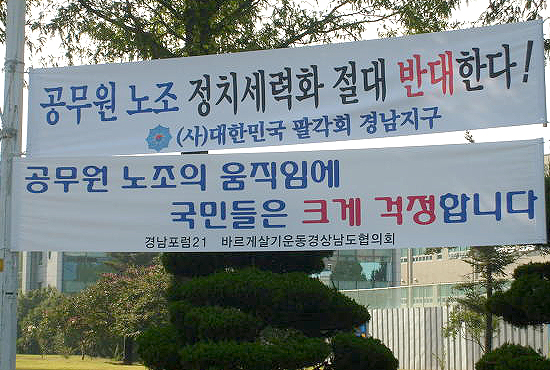 공무원 노조 정치세력화 절대 반대한다!
(사)대한민국 팔각회 경남지구
공무원 노조의 움직임에
국민들은 크게 걱정합니다
경남포럼21 바르게살기운동경상남도협의회